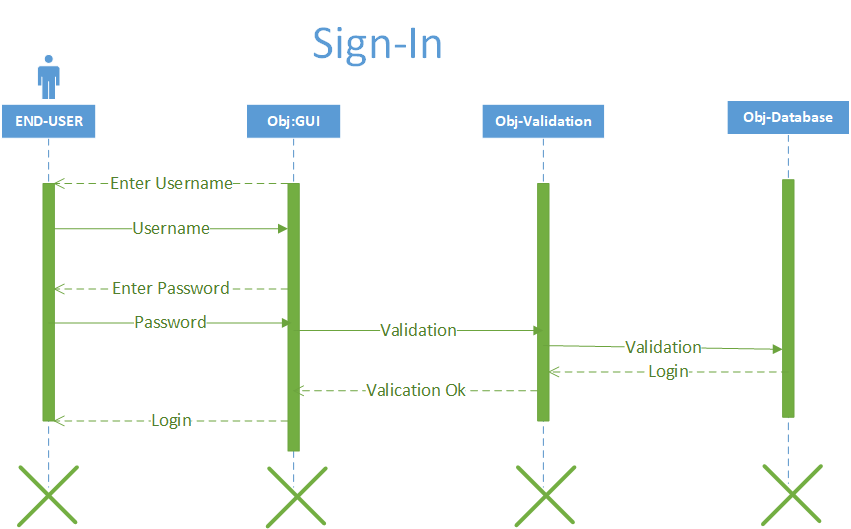 Sign-In
END-USER
Obj:GUI
Obj-Validation
Obj-Database
Enter Username
Username
Enter Password
Password
Validation
Validation
Login
Valication Ok
Login